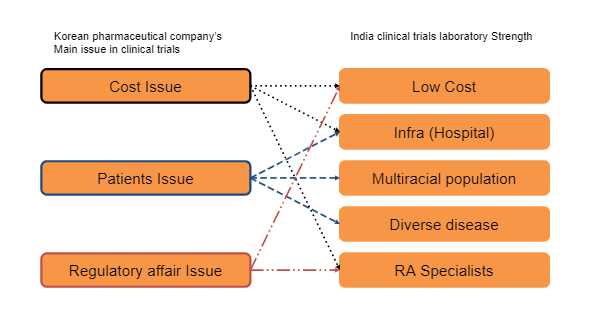 Korean pharmaceutical company's
Main issue in clinical trials
India clinical trials laboratory Strength
Cost Issue
Low Cost
Infra (Hospital)
Patients Issue
Multiracial population
Diverse disease
Regulatory affair Issue
RA Specialists